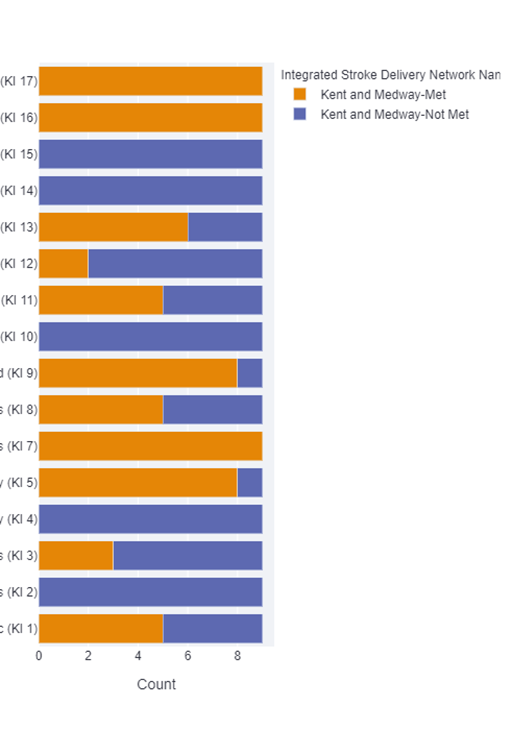 (KI 17)
(KI 16)
(KI 15)
(KI 14)
(KI 13)
(KI 12)
(KI 11)
(KI 10)
d (KI 9)
s (KI 8)
s (KI 7)
y (KI 5)
y (KI 4)
s (KI 3)
s (KI 2)
c (KI 1)
0 2 4 6 8
Count
Integrated Stroke Delivery Network Nan
Kent and Medway-Met
Kent and Medway-Not Met